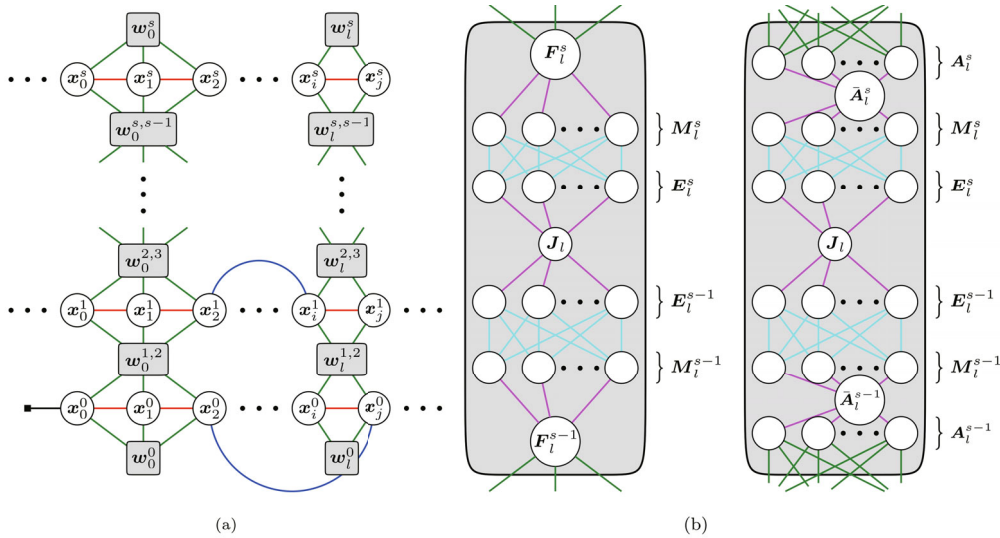 w_0^s w_l^s
x_0^s x_1^s x_2^s x_i^s x_j^s
w_0^{s,s-1} w_l^{s,s-1}
w_0^{2,3} w_l^{2,3}
x_0^1 x_1^1 x_2^1 x_i^1 x_j^1
w_0^{1,2} w_l^{1,2}
x_0^0 x_1^0 x_2^0 x_i^0 x_j^0
w_0^0 w_l^0
(a)
F_l^s
} M_l^s
} E_l^s
J_l
} E_l^{s-1}
} M_l^{s-1}
F_l^{s-1}
} A_l^s
Ā_l^s
} M_l^s
} E_l^s
J_l
} E_l^{s-1}
} M_l^{s-1}
Ā_l^{s-1}
} A_l^{s-1}
(b)